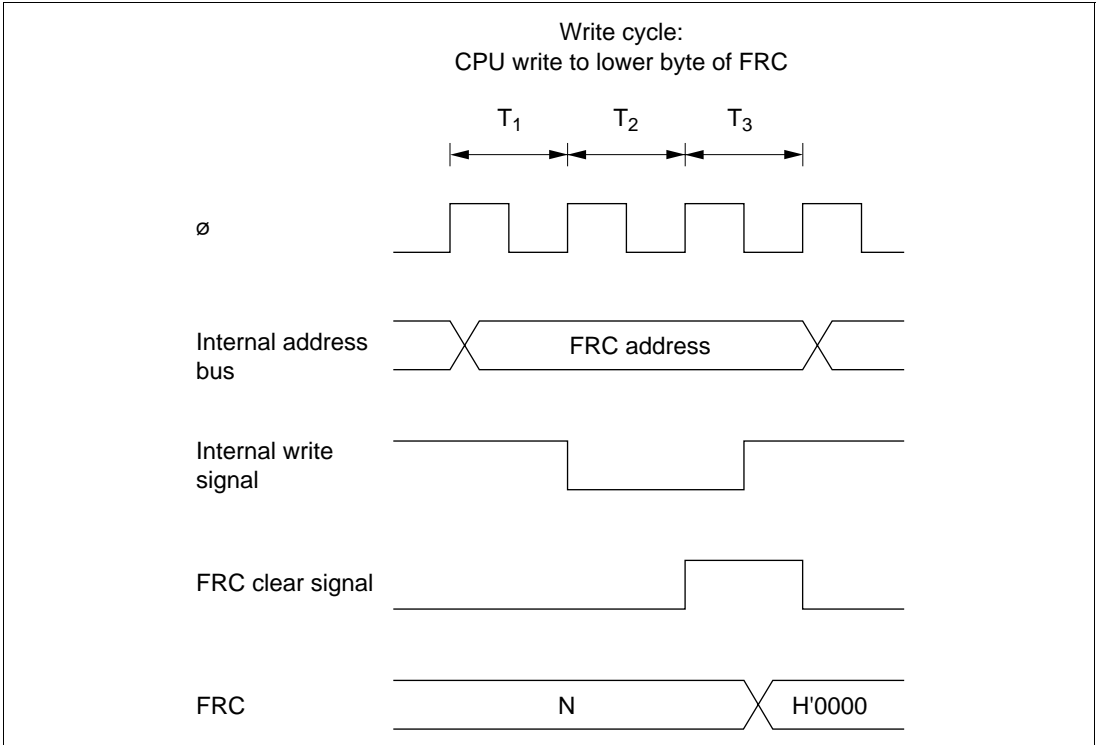 Write cycle:
CPU write to lower byte of FRC
T1 T2 T3
ø
Internal address
bus
FRC address
Internal write
signal
FRC clear signal
FRC N H'0000